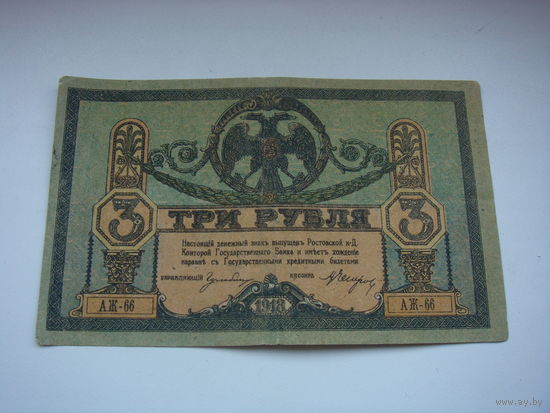 3 ТРИ РУБЛЯ 3
Настоящій денежный знакъ выпущенъ Ростовской н-Д.
Конторой Государственнаго Банка и имѣетъ хожденіе
наравнѣ съ Государственными кредитными билетами
УПРАВЛЯЮЩІЙ КАССИРЪ
АЖ-66 1918 АЖ-66
www.ay.by